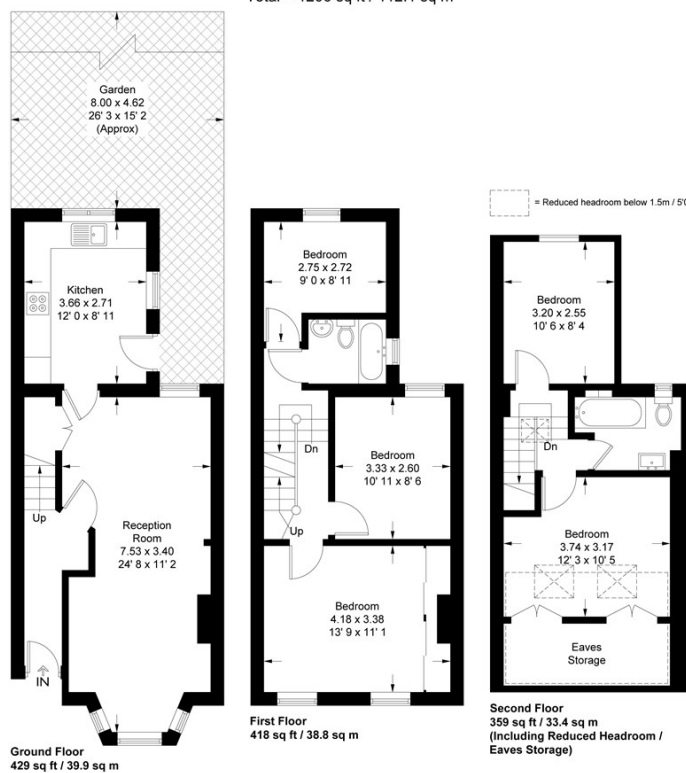 Garden
8.00 x 4.62
26' 3 x 15' 2
(Approx)
Kitchen
3.66 x 2.71
12' 0 x 8' 11
Up
Reception
Room
7.53 x 3.40
24' 8 x 11' 2
IN
Ground Floor
429 sq ft / 39.9 sq m
Bedroom
2.75 x 2.72
9' 0 x 8' 11
Dn
Bedroom
3.33 x 2.60
10' 11 x 8' 6
Up
Bedroom
4.18 x 3.38
13' 9 x 11' 1
First Floor
418 sq ft / 38.8 sq m
= Reduced headroom below 1.5m / 5'0
Bedroom
3.20 x 2.55
10' 6 x 8' 4
Dn
Bedroom
3.74 x 3.17
12' 3 x 10' 5
Eaves
Storage
Second Floor
359 sq ft / 33.4 sq m
(Including Reduced Headroom /
Eaves Storage)